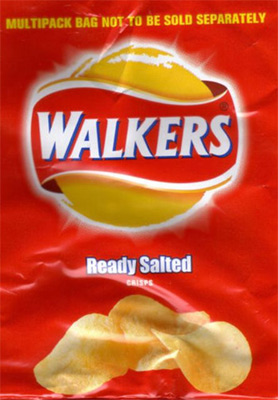 MULTIPACK BAG NOT TO BE SOLD SEPARATELY
WALKERS®
Ready Salted
CRISPS